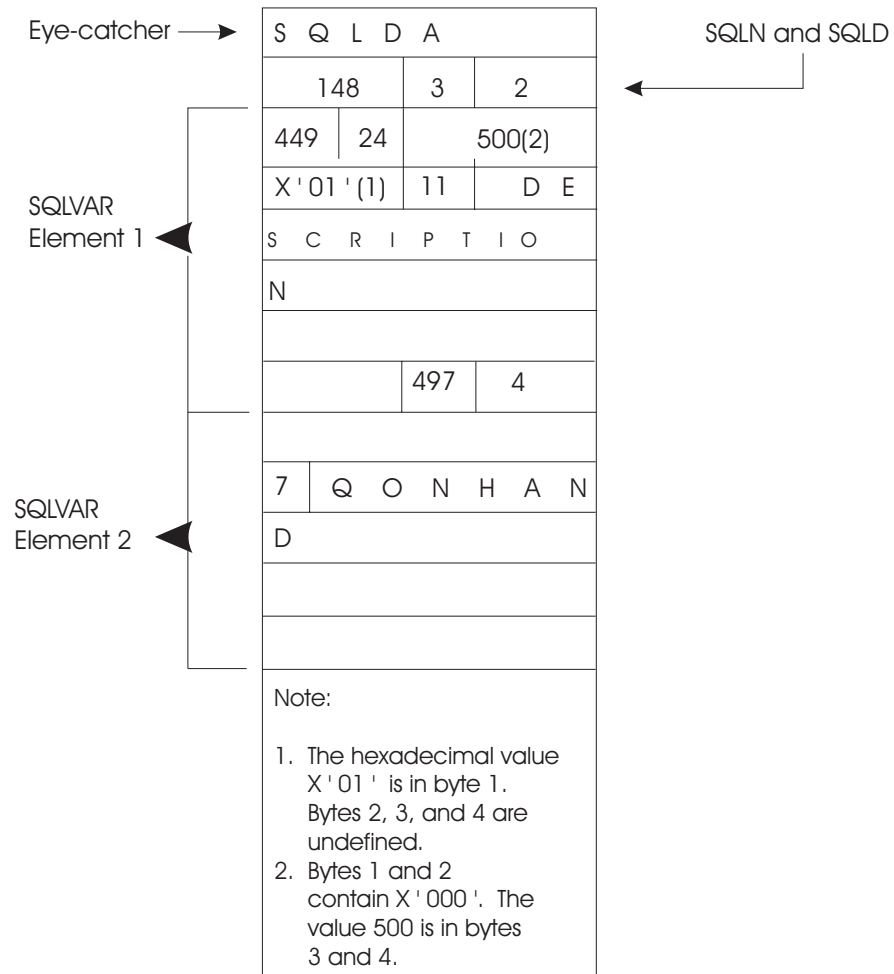 Eye-catcher
S Q L D A
SQLN and SQLD
148 3 2
449 24 500(2)
X ' 01 ' (1) 11 D E
SQLVAR
Element 1
S C R I P T I O
N
497 4
7 Q O N H A N
SQLVAR
Element 2
D
Note:
1. The hexadecimal value
X ' 01 ' is in byte 1.
Bytes 2, 3, and 4 are
undefined.
2. Bytes 1 and 2
contain X ' 000 '. The
value 500 is in bytes
3 and 4.